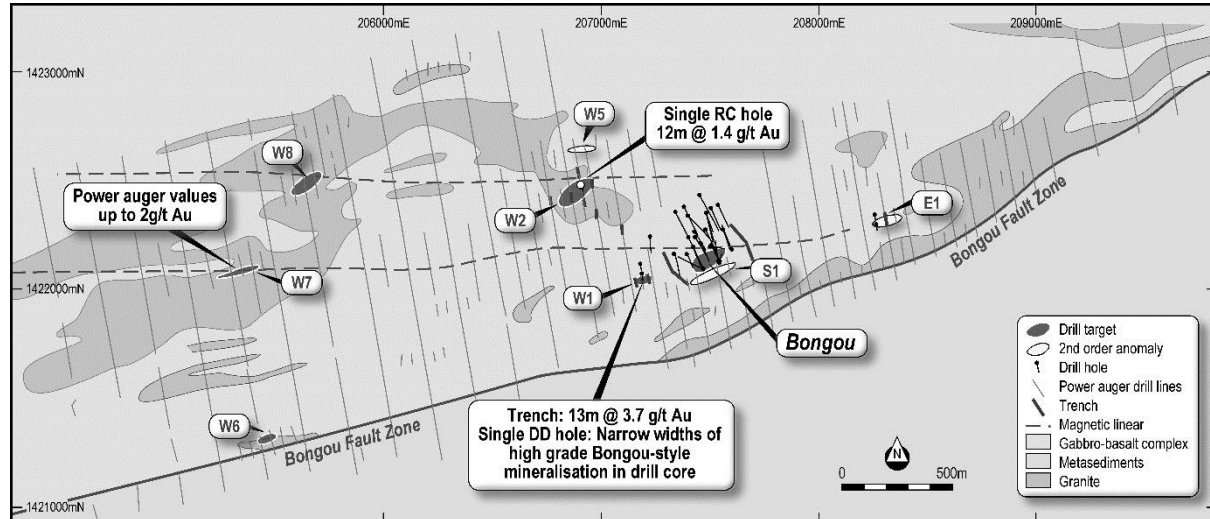 206000mE
207000mE
208000mE
209000mE
1423000mN
1422000mN
1421000mN
W5
Single RC hole
12m @ 1.4 g/t Au
W8
Power auger values
up to 2g/t Au
W2
E1
W7
W1
S1
Bongou
Bongou Fault Zone
Trench: 13m @ 3.7 g/t Au
Single DD hole: Narrow widths of
high grade Bongou-style
mineralisation in drill core
W6
Bongou Fault Zone
N
0
500m
Drill target
2nd order anomaly
Drill hole
Power auger drill lines
Trench
Magnetic linear
Gabbro-basalt complex
Metasediments
Granite